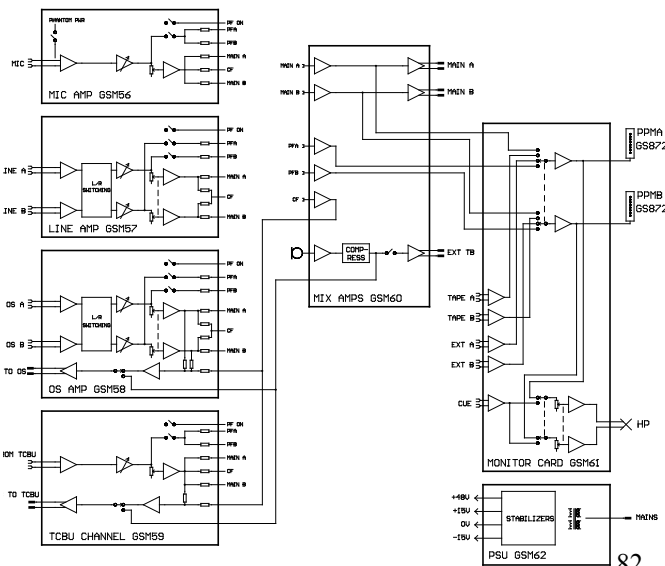 PHANTOM PWR
MIC
PF ON
PFA
PFB
MAIN A
CF
MAIN B
MIC AMP GSM56
INE A
INE B
L/R
SWITCHING
PF ON
PFA
PFB
MAIN A
CF
MAIN B
LINE AMP GSM57
OS A
OS B
TO OS
L/R
SWITCHING
PF ON
PFA
PFB
MAIN A
CF
MAIN B
OS AMP GSM58
OM TCBU
TO TCBU
PF ON
PFA
PFB
MAIN A
CF
MAIN B
TCBU CHANNEL GSM59
MAIN A
MAIN B
PFA
PFB
CF
COMP-
RESS
MAIN A
MAIN B
EXT TB
MIX AMPS GSM60
TAPE A
TAPE B
EXT A
EXT B
CUE
PPMA
GS872
PPMB
GS872
HP
MONITOR CARD GSM61
+48V
+15V
0V
-15V
STABILIZERS
MAINS
PSU GSM62
82